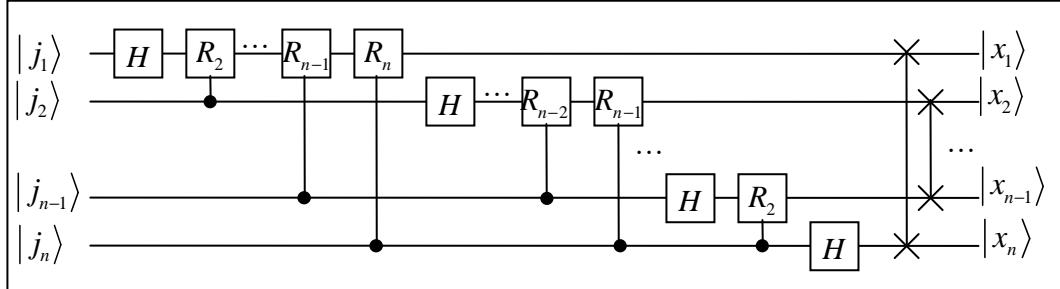 |j₁⟩ H R₂ ··· Rₙ₋₁ Rₙ |x₁⟩
|j₂⟩ H ··· Rₙ₋₂ Rₙ₋₁ |x₂⟩
··· ···
|jₙ₋₁⟩ H R₂ |xₙ₋₁⟩
|jₙ⟩ H |xₙ⟩